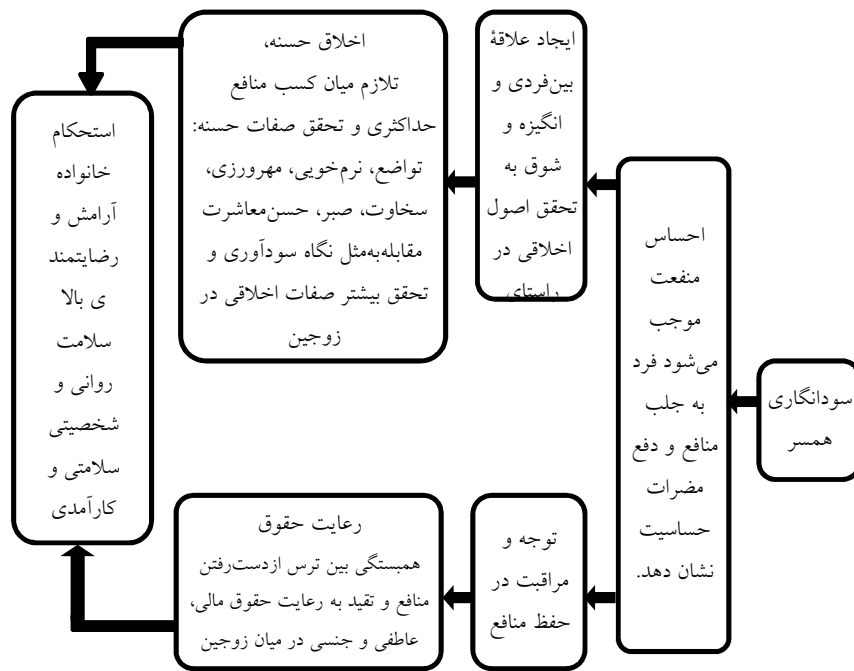 سودانگاری
همسر
احساس
منفعت
موجب
می‌شود فرد
به جلب
منافع و دفع
مضرات
حساسیت
نشان دهد.
ایجاد علاقۀ
بین‌فردی و
انگیزه و
شوق به
تحقق اصول
اخلاقی در
راستای
اخلاق حسنه،
تلازم میان کسب منافع
حداکثری و تحقق صفات حسنه:
تواضع، نرم‌خویی، مهرورزی،
سخاوت، صبر، حسن‌معاشرت
مقابله‌به‌مثل نگاه سودآوری و
تحقق بیشتر صفات اخلاقی در
زوجین
توجه و
مراقبت در
حفظ منافع
رعایت حقوق
همبستگی بین ترس ازدست‌رفتن
منافع و تقید به رعایت حقوق مالی،
عاطفی و جنسی در میان زوجین
استحکام
خانواده
آرامش و
رضایتمند
ی بالا
سلامت
روانی و
شخصیتی
سلامتی و
کارآمدی